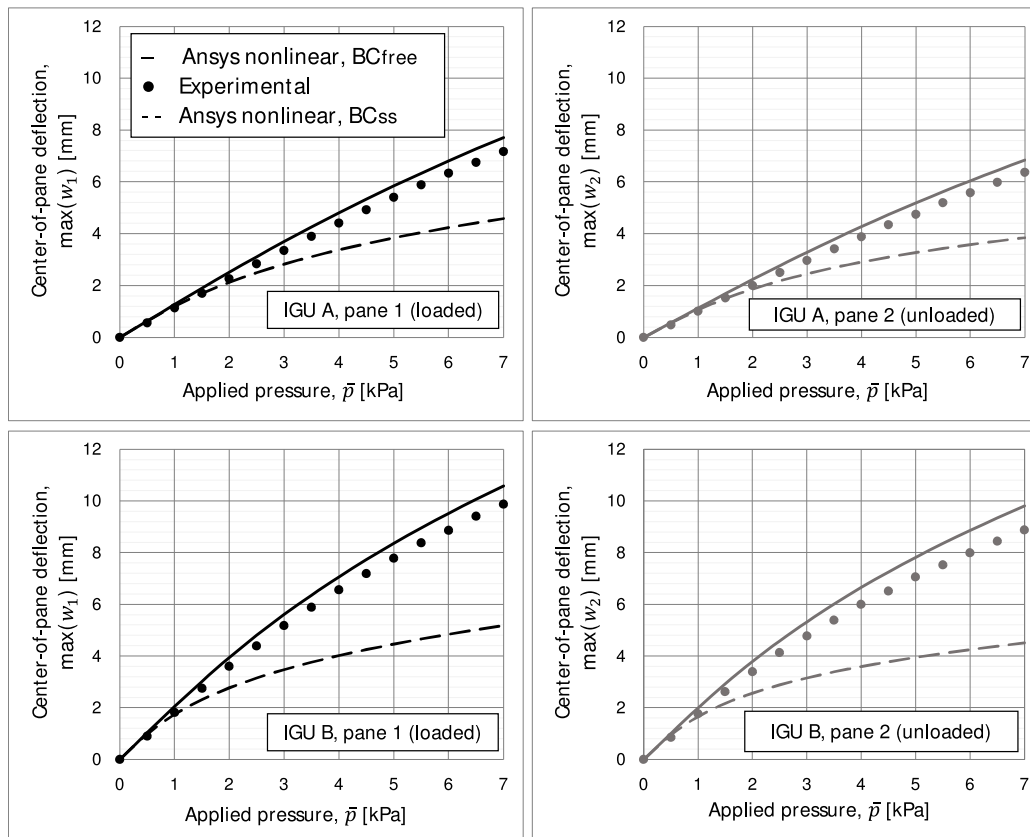 Center-of-pane deflection,
max(w₁) [mm]
12
10
8
6
4
2
0
Ansys nonlinear, BCfree
Experimental
Ansys nonlinear, BCss
IGU A, pane 1 (loaded)
0 1 2 3 4 5 6 7
Applied pressure, p̄ [kPa]
Center-of-pane deflection,
max(w₂) [mm]
12
10
8
6
4
2
0
IGU A, pane 2 (unloaded)
0 1 2 3 4 5 6 7
Applied pressure, p̄ [kPa]
Center-of-pane deflection,
max(w₁) [mm]
12
10
8
6
4
2
0
IGU B, pane 1 (loaded)
0 1 2 3 4 5 6 7
Applied pressure, p̄ [kPa]
Center-of-pane deflection,
max(w₂) [mm]
12
10
8
6
4
2
0
IGU B, pane 2 (unloaded)
0 1 2 3 4 5 6 7
Applied pressure, p̄ [kPa]